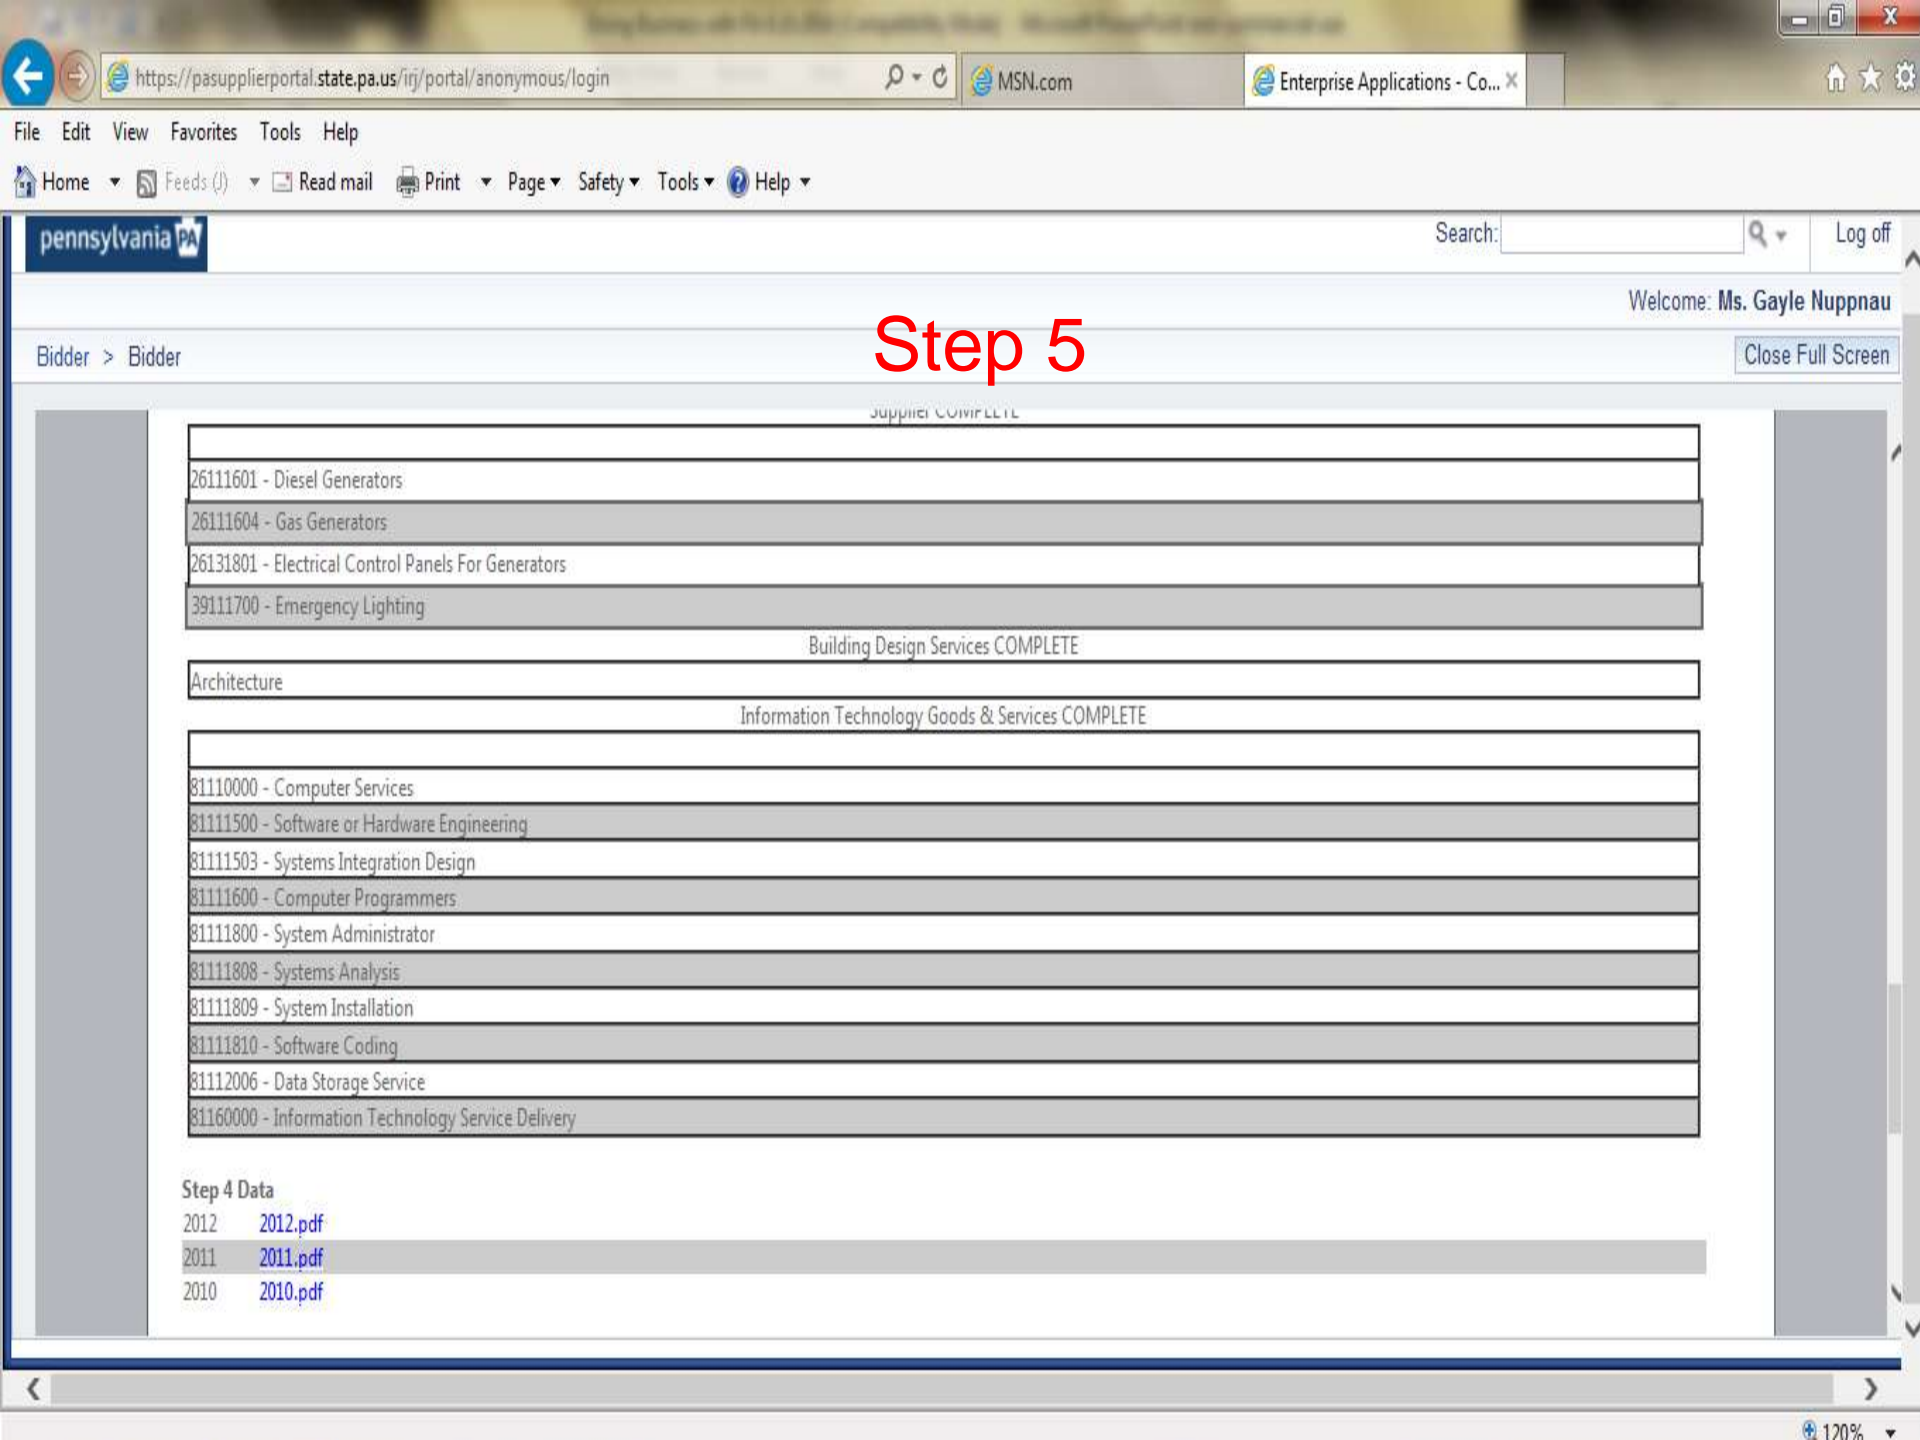 https://pasupplierportal.state.pa.us/irj/portal/anonymous/login
MSN.com
Enterprise Applications - Co...
File Edit View Favorites Tools Help
Home Feeds (J) Read mail Print Page Safety Tools Help
pennsylvania PA
Search:
Log off
Welcome: Ms. Gayle Nuppnau
Step 5
Bidder > Bidder
Close Full Screen
Supplier COMPLETE
26111601 - Diesel Generators
26111604 - Gas Generators
26131801 - Electrical Control Panels For Generators
39111700 - Emergency Lighting
Building Design Services COMPLETE
Architecture
Information Technology Goods & Services COMPLETE
81110000 - Computer Services
81111500 - Software or Hardware Engineering
81111503 - Systems Integration Design
81111600 - Computer Programmers
81111800 - System Administrator
81111808 - Systems Analysis
81111809 - System Installation
81111810 - Software Coding
81112006 - Data Storage Service
81160000 - Information Technology Service Delivery
Step 4 Data
2012 2012.pdf
2011 2011.pdf
2010 2010.pdf
120%